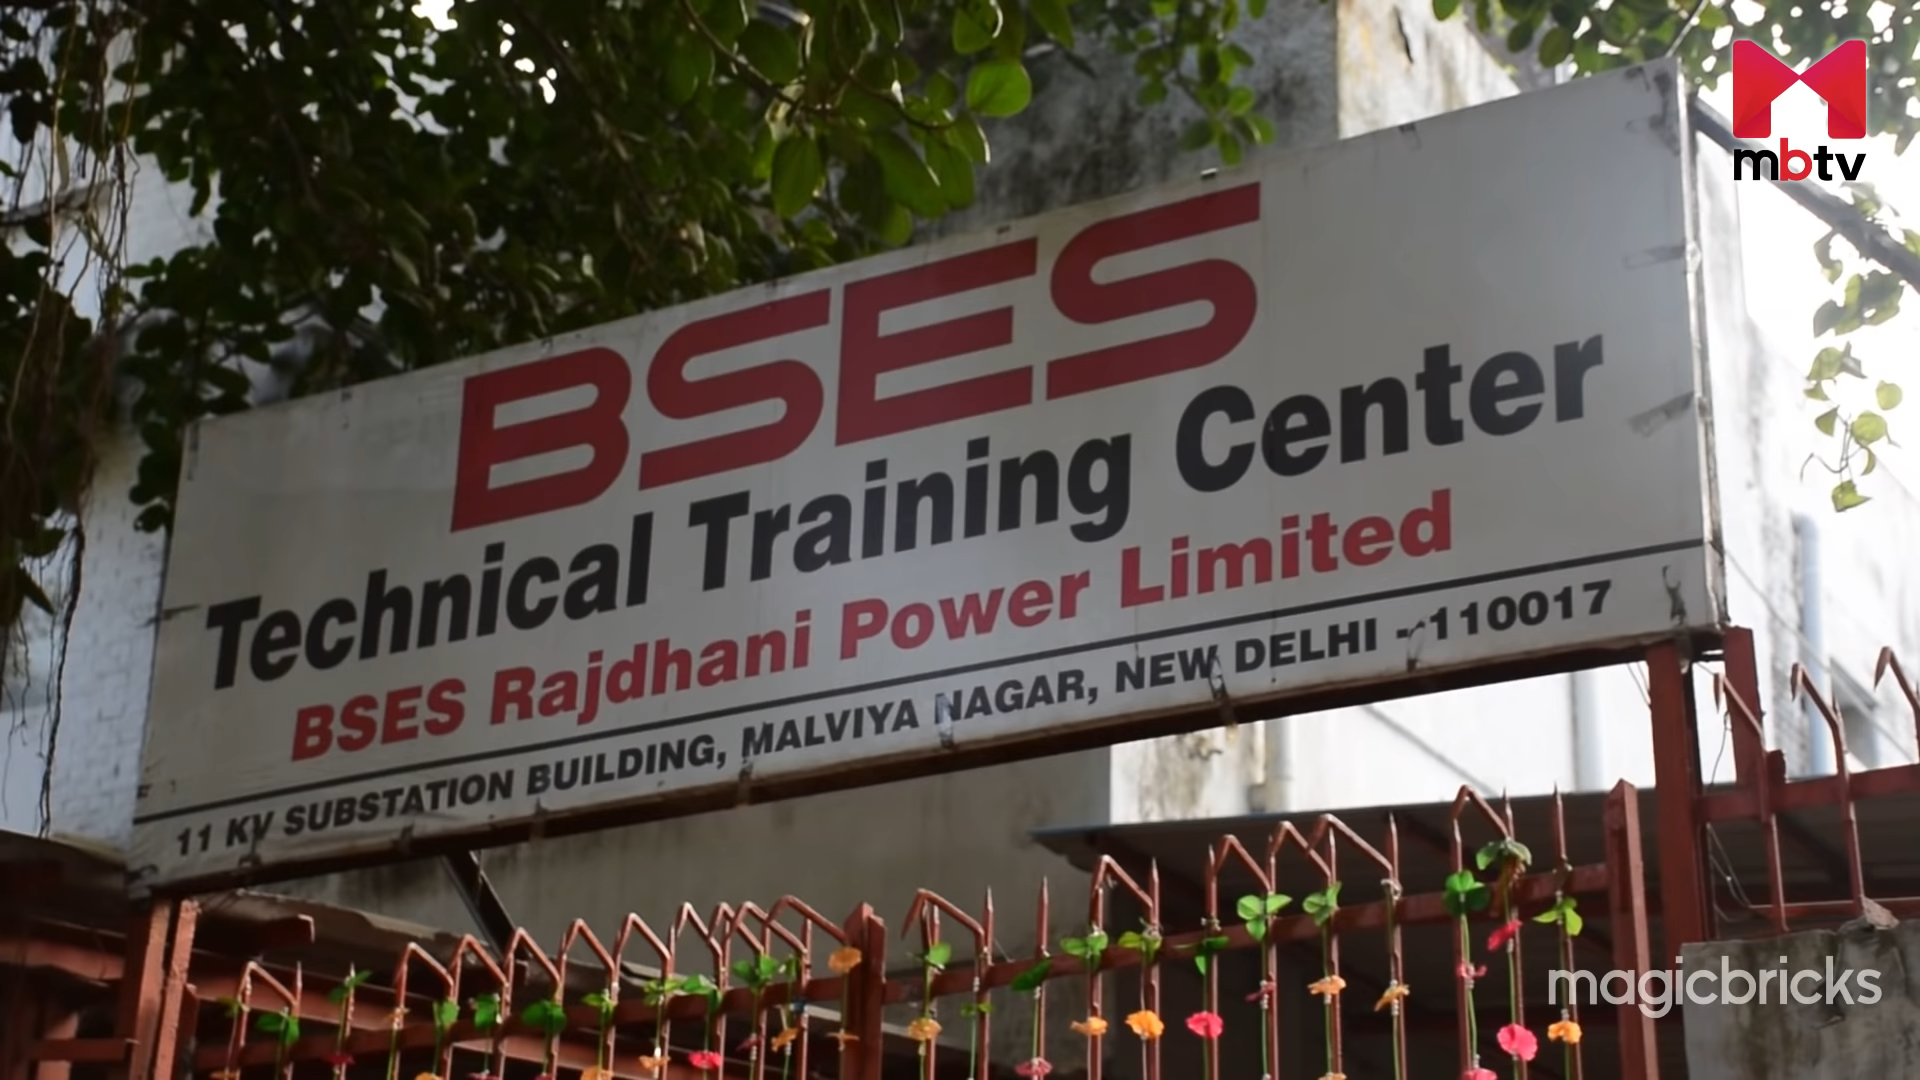 mbtv
BSES
Technical Training Center
BSES Rajdhani Power Limited
11 KV SUBSTATION BUILDING, MALVIYA NAGAR, NEW DELHI - 110017
magicbricks